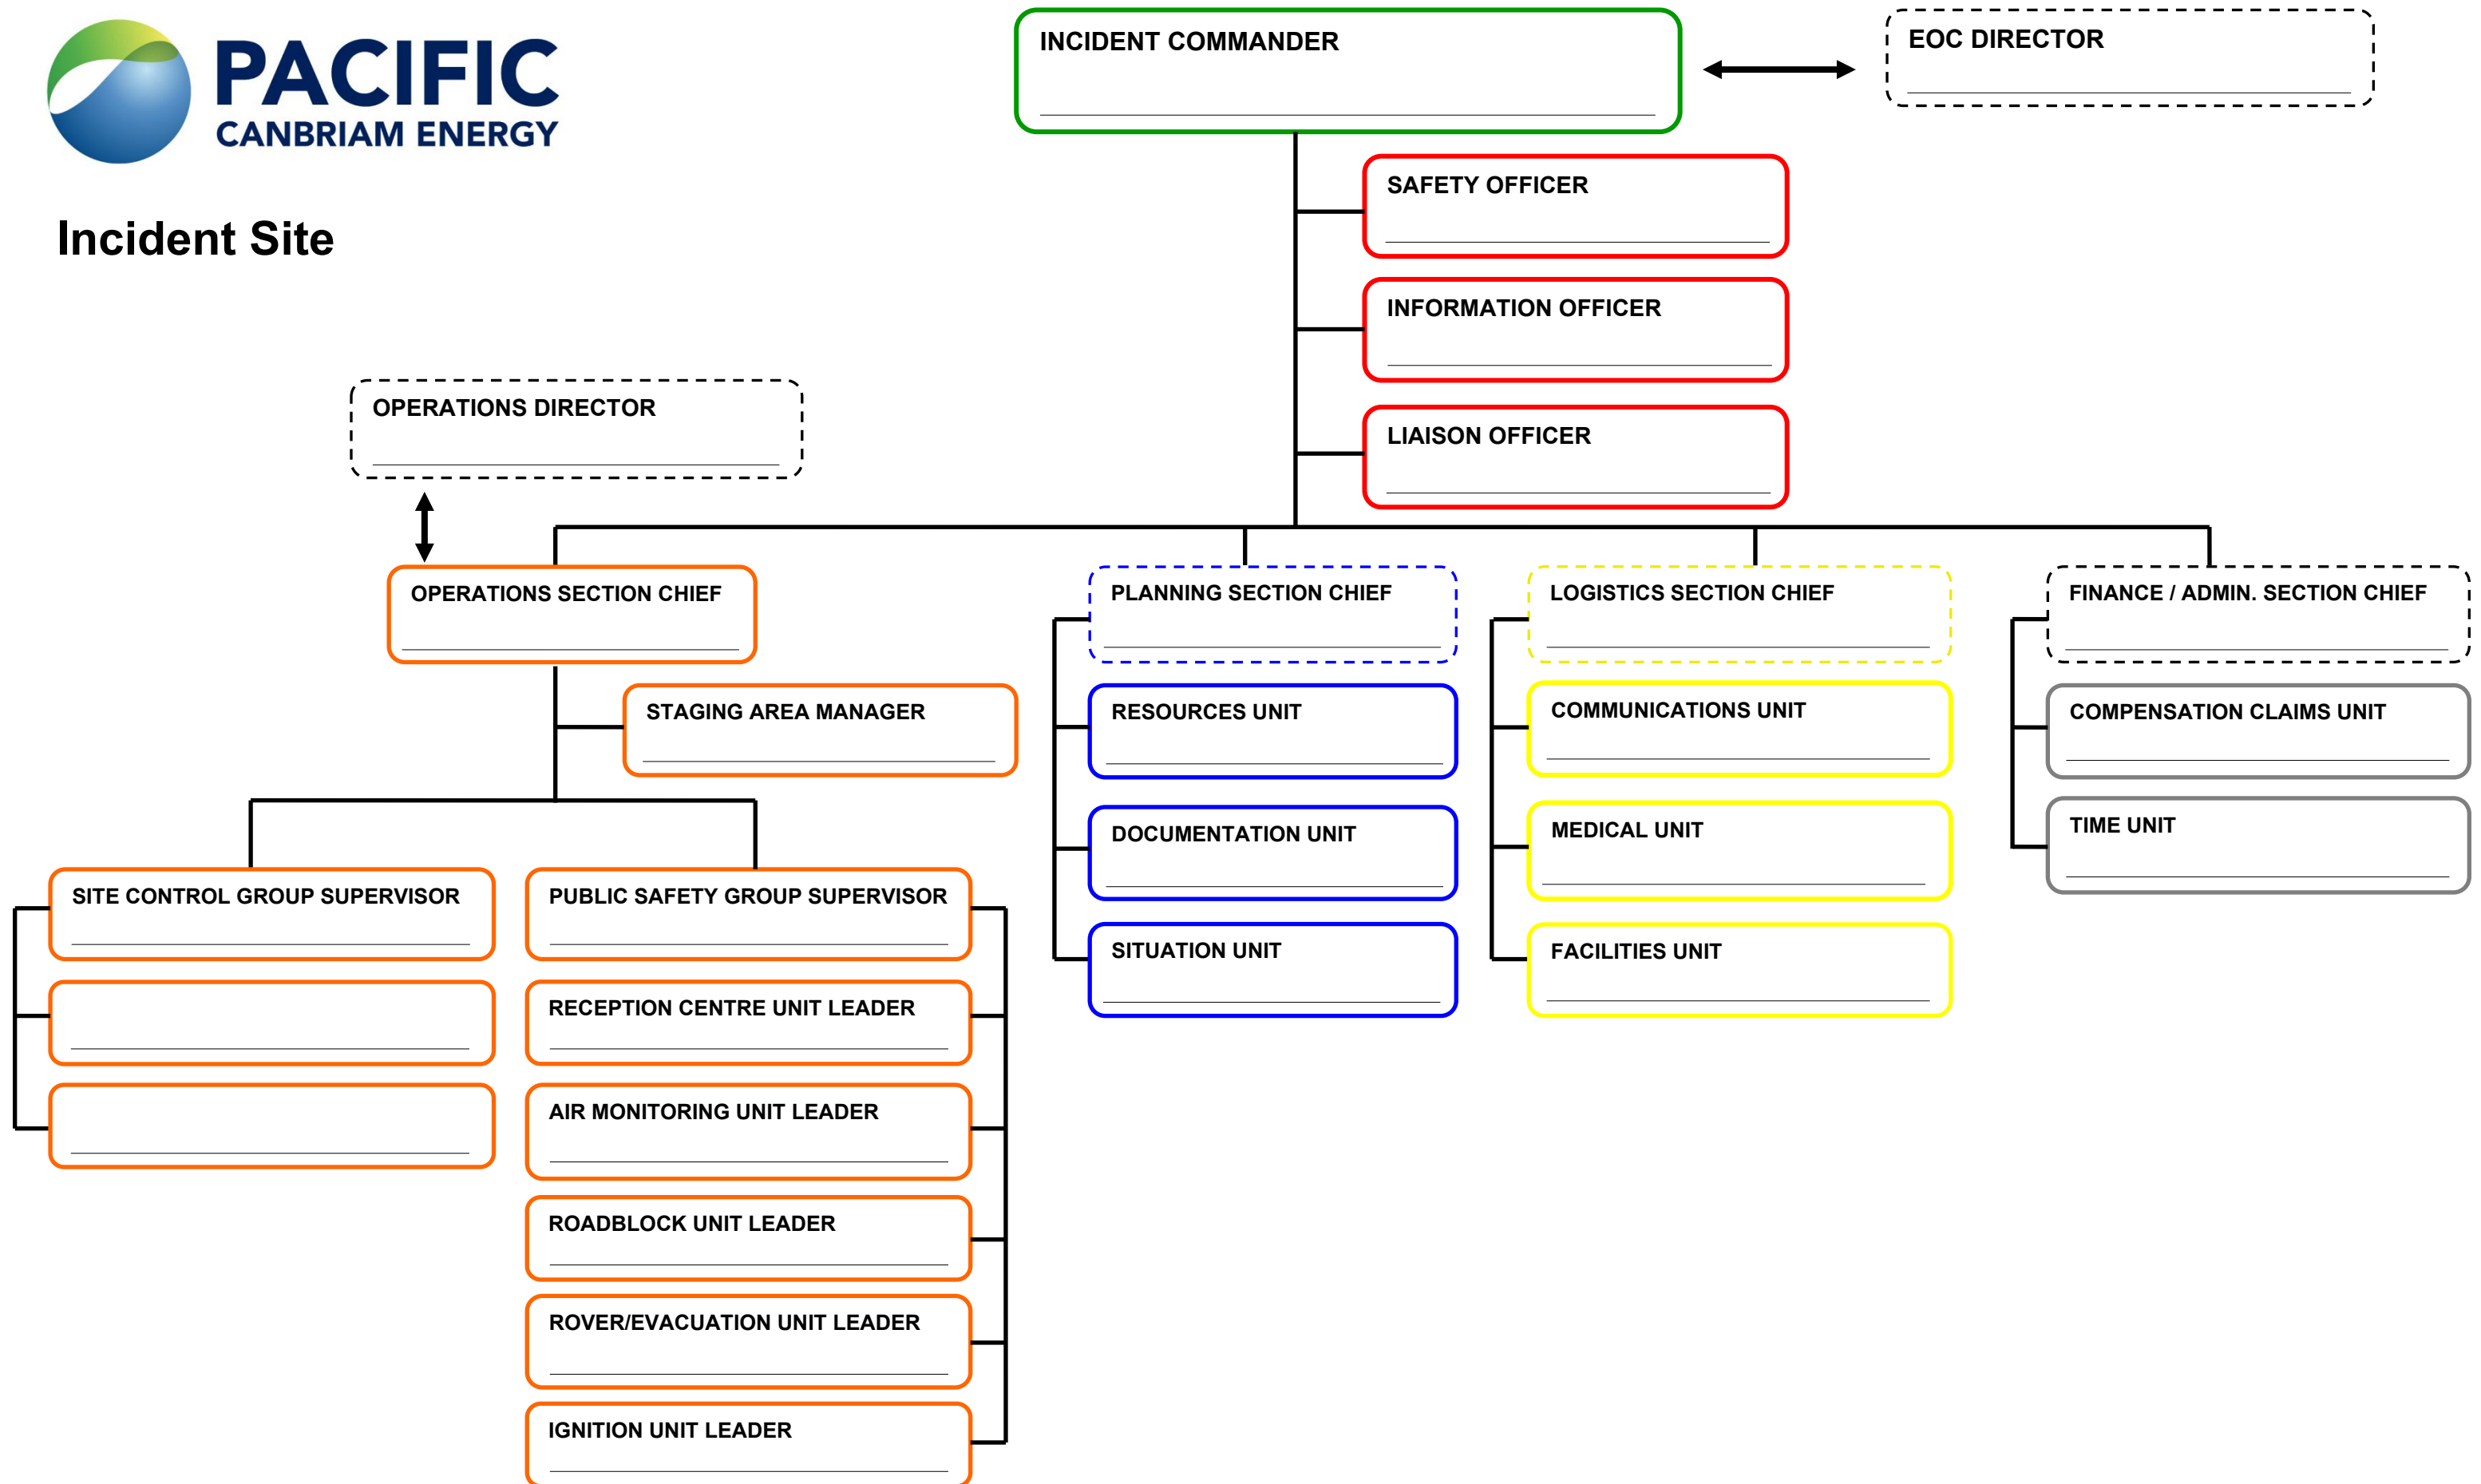 PACIFIC
CANBRIAM ENERGY
Incident Site
INCIDENT COMMANDER
EOC DIRECTOR
SAFETY OFFICER
INFORMATION OFFICER
LIAISON OFFICER
OPERATIONS DIRECTOR
OPERATIONS SECTION CHIEF
STAGING AREA MANAGER
SITE CONTROL GROUP SUPERVISOR
PUBLIC SAFETY GROUP SUPERVISOR
RECEPTION CENTRE UNIT LEADER
AIR MONITORING UNIT LEADER
ROADBLOCK UNIT LEADER
ROVER/EVACUATION UNIT LEADER
IGNITION UNIT LEADER
PLANNING SECTION CHIEF
RESOURCES UNIT
DOCUMENTATION UNIT
SITUATION UNIT
LOGISTICS SECTION CHIEF
COMMUNICATIONS UNIT
MEDICAL UNIT
FACILITIES UNIT
FINANCE / ADMIN. SECTION CHIEF
COMPENSATION CLAIMS UNIT
TIME UNIT